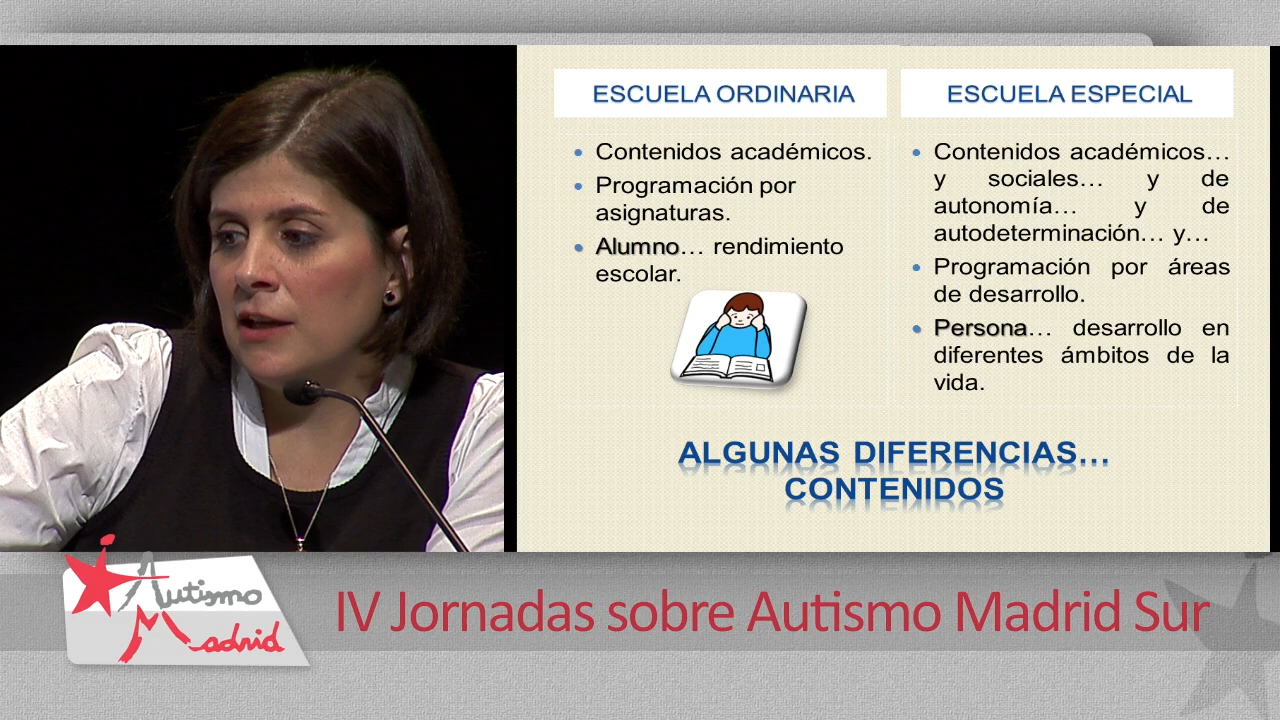 ESCUELA ORDINARIA
Contenidos académicos.
Programación por
asignaturas.
Alumno… rendimiento
escolar.
ESCUELA ESPECIAL
Contenidos académicos…
y sociales… y de
autonomía… y de
autodeterminación… y…
Programación por áreas
de desarrollo.
Persona… desarrollo en
diferentes ámbitos de la
vida.
ALGUNAS DIFERENCIAS…
CONTENIDOS
Autismo
Madrid
IV Jornadas sobre Autismo Madrid Sur